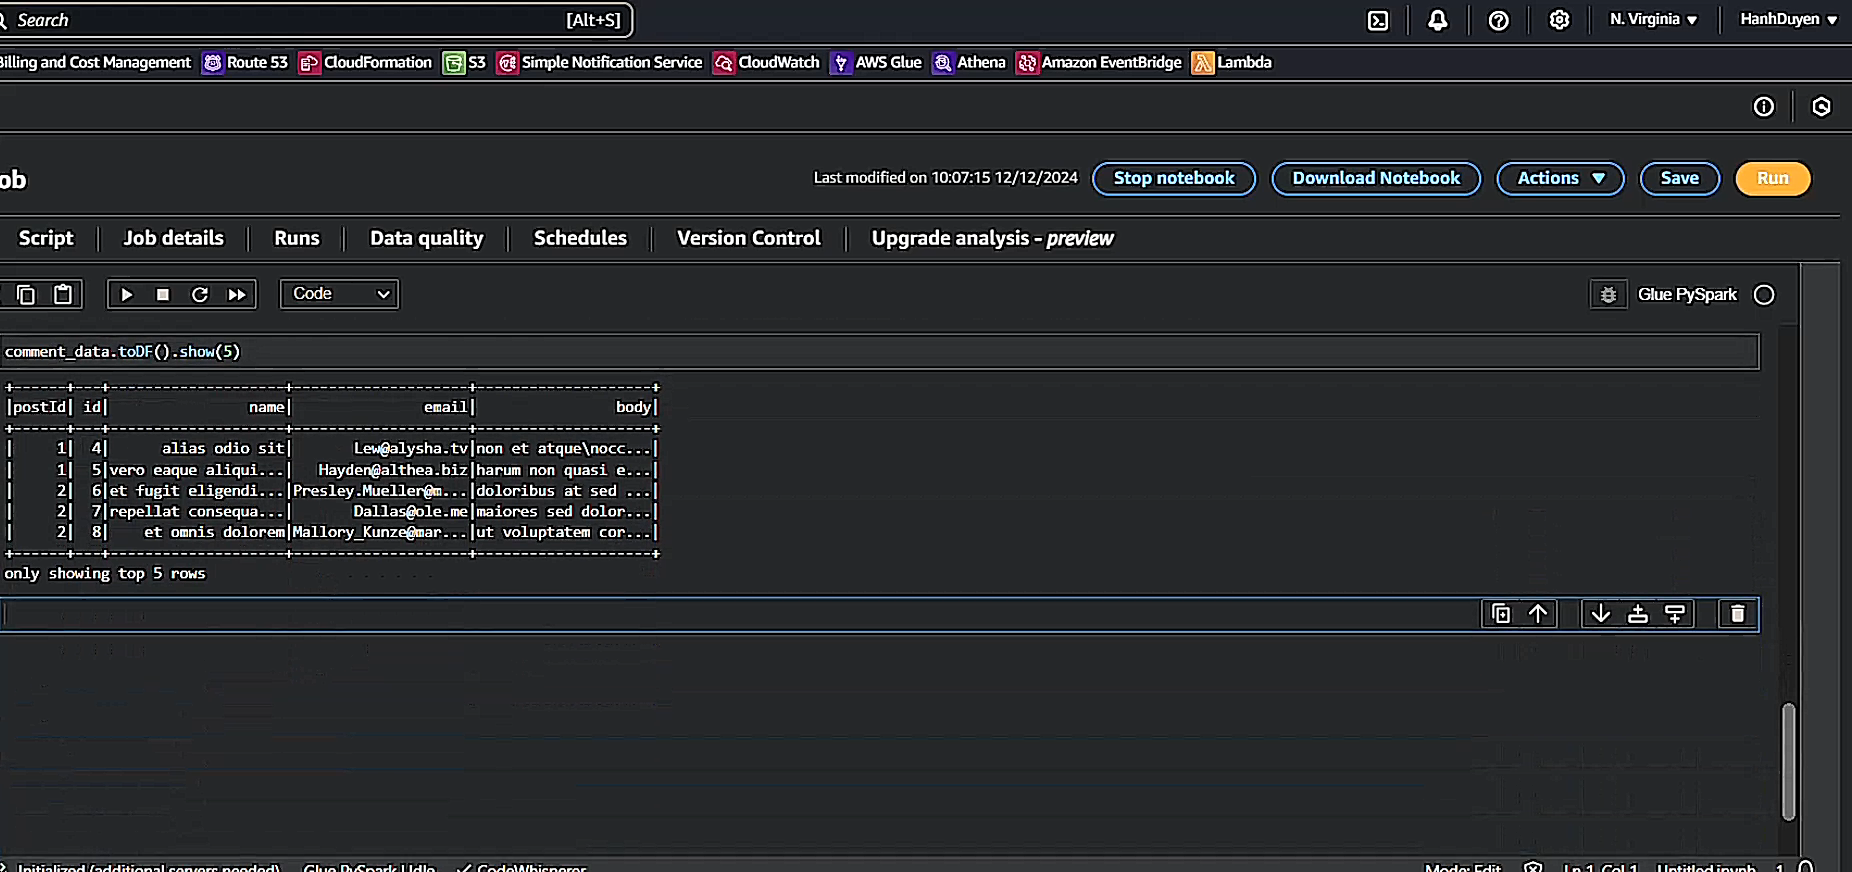 Search [Alt+S] N. Virginia ▼ HanhDuyen ▼
Billing and Cost Management Route 53 CloudFormation S3 Simple Notification Service CloudWatch AWS Glue Athena Amazon EventBridge Lambda
ob Last modified on 10:07:15 12/12/2024 Stop notebook Download Notebook Actions ▼ Save Run
Script Job details Runs Data quality Schedules Version Control Upgrade analysis - preview
Code Glue PySpark
comment_data.toDF().show(5)
+------+---+--------------------+--------------------+--------------------+
|postId| id|                name|               email|                body|
+------+---+--------------------+--------------------+--------------------+
|     1|  4|      alias odio sit|      Lew@alysha.tv|non et atque\nocc...|
|     1|  5|vero eaque aliqui...|   Hayden@althea.biz|harum non quasi e...|
|     2|  6|et fugit eligendi...|Presley.Mueller@m...|doloribus at sed ...|
|     2|  7|repellat consequa...|       Dallas@ole.me|maiores sed dolor...|
|     2|  8|    et omnis dolorem|Mallory_Kunze@mar...|ut voluptatem cor...|
+------+---+--------------------+--------------------+--------------------+
only showing top 5 rows
Initialized (additional servers needed) Glue PySpark | Idle CodeWhisperer Mode: Edit Ln 1, Col 1 Untitled.ipynb 1